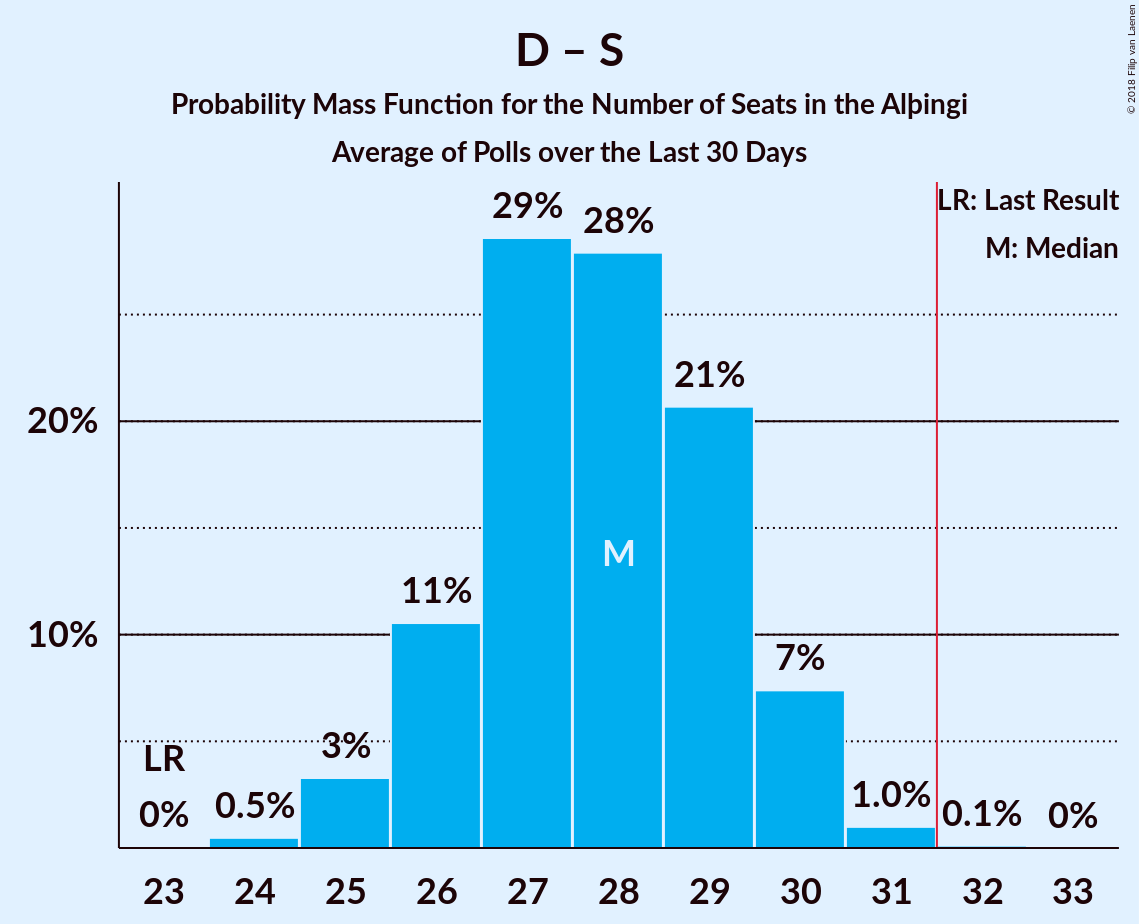 D – S
Probability Mass Function for the Number of Seats in the Alþingi
Average of Polls over the Last 30 Days
© 2018 Filip van Laenen
LR: Last Result
M: Median
29%
28%
21%
20%
M
11%
10%
7%
3%
LR
0%
0.5%
1.0%
0.1%
0%
23 24 25 26 27 28 29 30 31 32 33